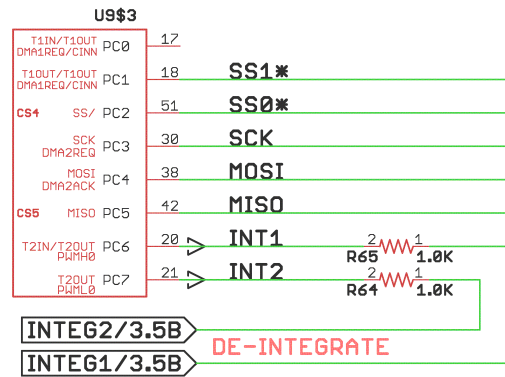 U9$3
T1IN/T1OUT
DMA1REQ/CINN
PC0
17
T1OUT/T1OUT
DMA1REQ/CINN
PC1
18
SS1*
CS4
SS/
PC2
51
SS0*
SCK
DMA2REQ
PC3
30
SCK
MOSI
DMA2ACK
PC4
38
MOSI
CS5
MISO
PC5
42
MISO
T2IN/T2OUT
PWMH0
PC6
20
INT1
2
1
R65
1.0K
T2OUT
PWML0
PC7
21
INT2
2
1
R64
1.0K
INTEG2/3.5B
DE-INTEGRATE
INTEG1/3.5B